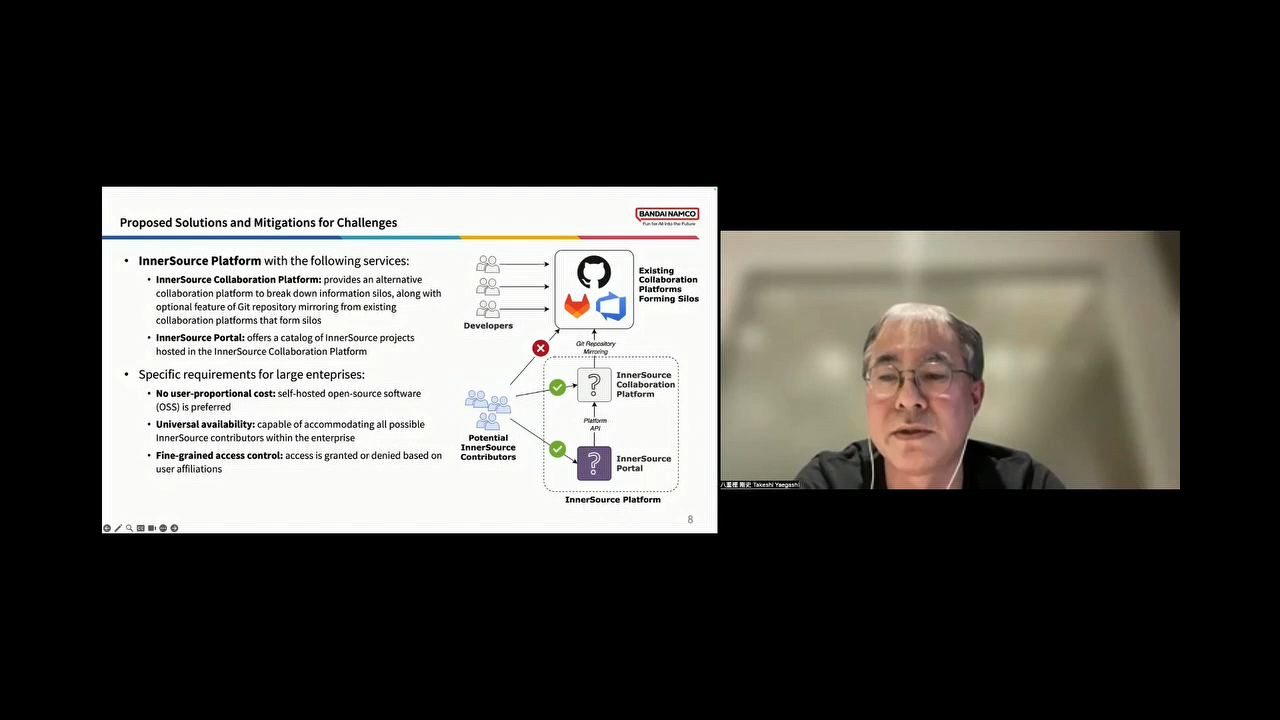 Proposed Solutions and Mitigations for Challenges
BANDAI NAMCO
Fun for All into the Future
• InnerSource Platform with the following services:
• InnerSource Collaboration Platform: provides an alternative
collaboration platform to break down information silos, along with
optional feature of Git repository mirroring from existing
collaboration platforms that form silos
• InnerSource Portal: offers a catalog of InnerSource projects
hosted in the InnerSource Collaboration Platform
• Specific requirements for large enteprises:
• No user-proportional cost: self-hosted open-source software
(OSS) is preferred
• Universal availability: capable of accommodating all possible
InnerSource contributors within the enterprise
• Fine-grained access control: access is granted or denied based on
user affiliations
Developers
Existing
Collaboration
Platforms
Forming Silos
Git Repository
Mirroring
?
InnerSource
Collaboration
Platform
Potential
InnerSource
Contributors
Platform
API
?
InnerSource
Portal
InnerSource Platform
8
八重樫 剛史 Takeshi Yaegashi